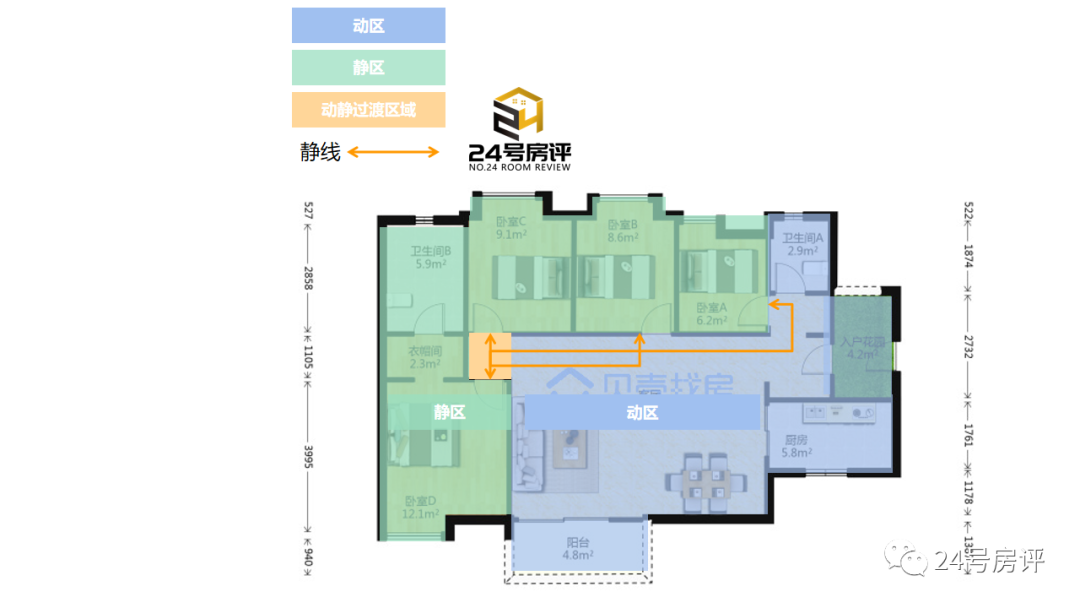 动区
静区
动静过渡区域
静线
24号房评
NO.24 ROOM REVIEW
527
2858
1105
3995
940
522
1874
2732
1761
1178
卧室C
9.1m²
卧室B
8.6m²
卫生间A
2.9m²
卫生间B
5.9m²
卧室A
6.2m²
入户花园
4.2m²
衣帽间
2.3m²
贝壳找房
静区
动区
厨房
5.8m²
卧室D
12.1m²
阳台
4.8m²
24号房评